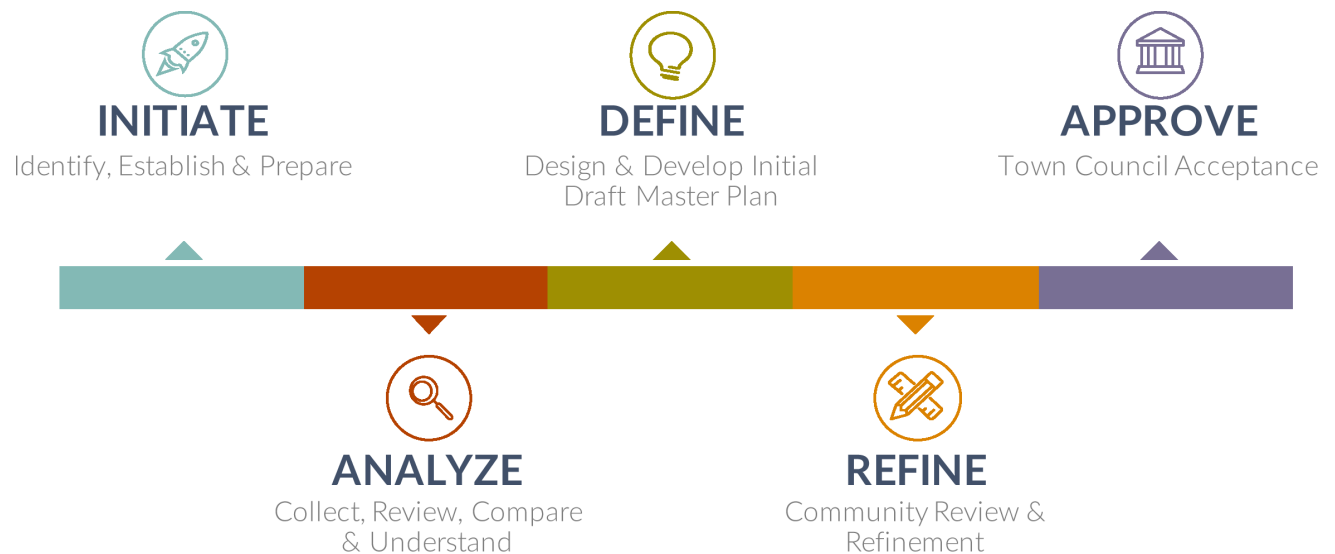 INITIATE
Identify, Establish & Prepare
DEFINE
Design & Develop Initial
Draft Master Plan
APPROVE
Town Council Acceptance
ANALYZE
Collect, Review, Compare
& Understand
REFINE
Community Review &
Refinement